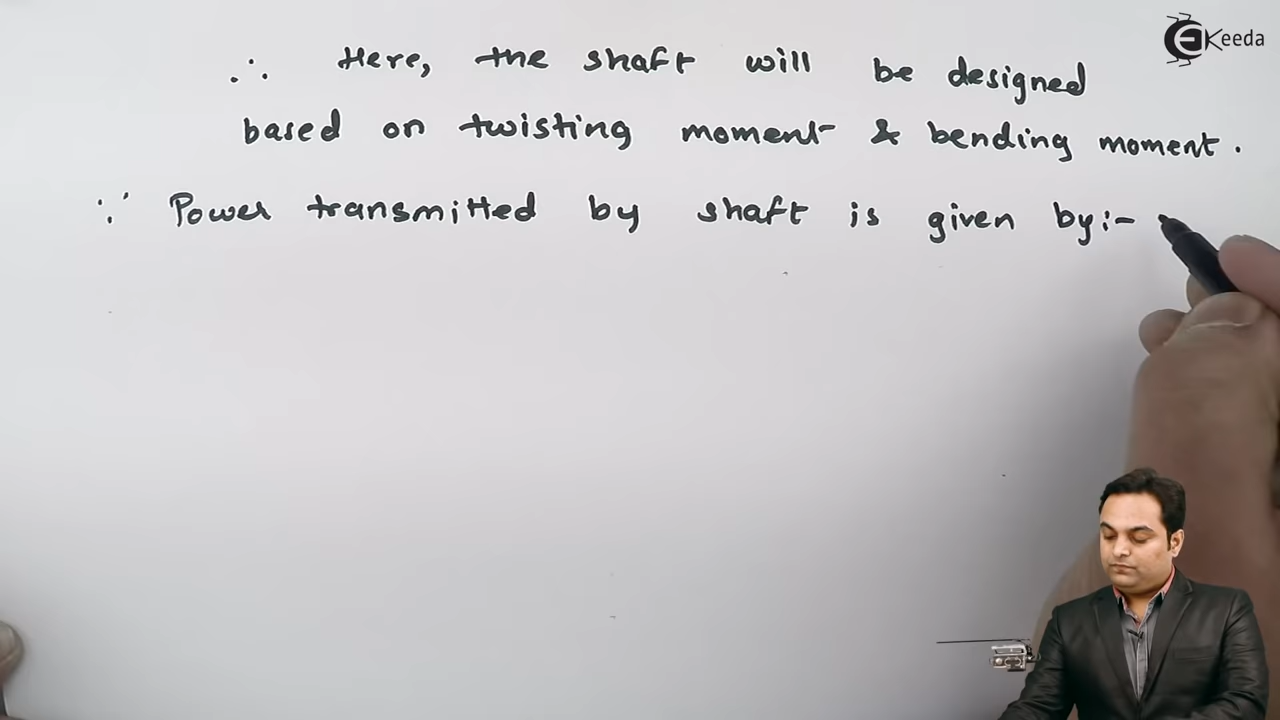 Keeda
∴ Here, the shaft will be designed
based on twisting moment & bending moment.
∵ Power transmitted by shaft is given by:-